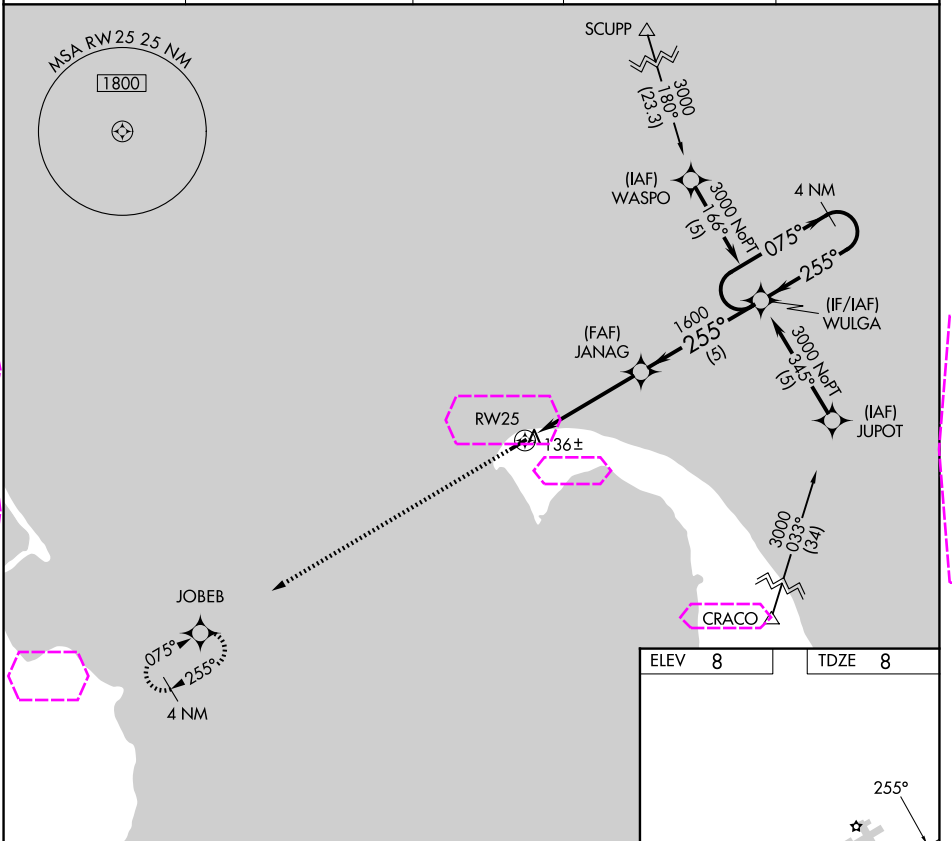 MSA RW25 25 NM
1800
SCUPP
3000
180°
(23.3)
(IAF)
WASPO
3000 NoPT
166°
(5)
4 NM
075°
255°
(IF/IAF)
WULGA
1600
255°
(5)
(FAF)
JANAG
3000 NoPT
345°
(5)
(IAF)
JUPOT
RW25
136±
3000
033°
(34)
CRACO
JOBEB
075°
255°
4 NM
ELEV 8
TDZE 8
255°